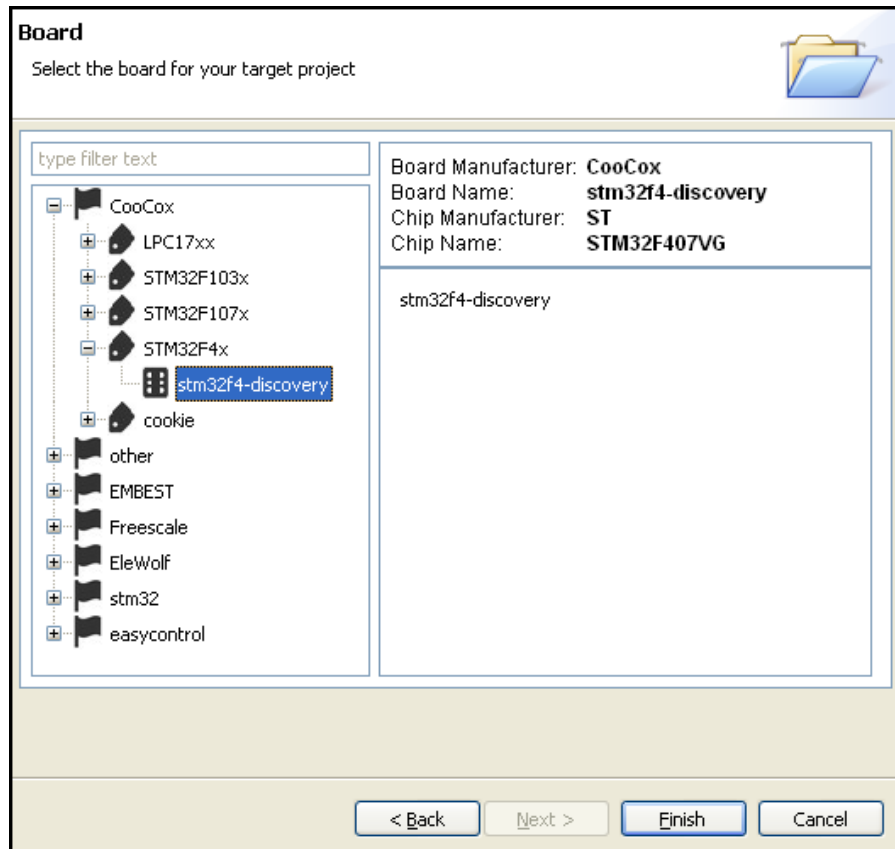 Board
Select the board for your target project
type filter text
CooCox
LPC17xx
STM32F103x
STM32F107x
STM32F4x
stm32f4-discovery
cookie
other
EMBEST
Freescale
EleWolf
stm32
easycontrol
Board Manufacturer: CooCox
Board Name: stm32f4-discovery
Chip Manufacturer: ST
Chip Name: STM32F407VG
stm32f4-discovery
< Back
Next >
Finish
Cancel